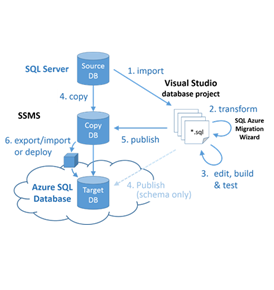 SQL Server
Source
DB
1. import
Visual Studio
database project
4. copy
2. transform
SSMS
*.sql
SQL Azure
Migration
Wizard
Copy
DB
5. publish
6. export/import
or deploy
3. edit, build
& test
4. Publish
(schema only)
Azure SQL
Database
Target
DB